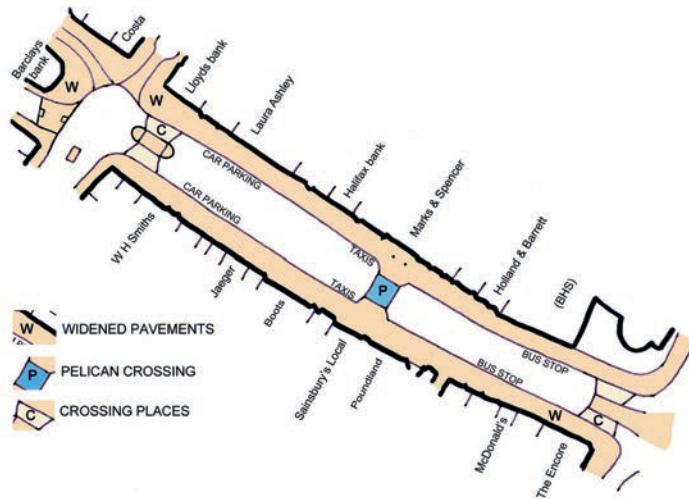 Costa
Barclays
bank
W
W
Lloyds bank
Laura Ashley
C
CAR PARKING
CAR PARKING
Halifax bank
Marks & Spencer
W H Smiths
Jaeger
TAXIS
TAXIS
P
Holland & Barrett
(BHS)
Boots
Sainsbury's Local
Poundland
BUS STOP
BUS STOP
W
C
McDonald's
The Encore
W WIDENED PAVEMENTS
P PELICAN CROSSING
C CROSSING PLACES